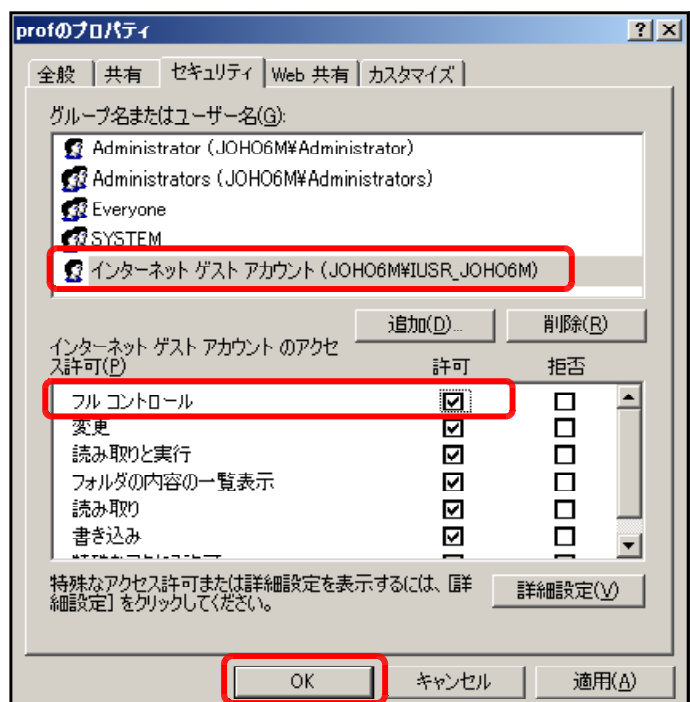 profのプロパティ
全般 共有 セキュリティ Web 共有 カスタマイズ
グループ名またはユーザー名(G):
Administrator (JOHO6M¥Administrator)
Administrators (JOHO6M¥Administrators)
Everyone
SYSTEM
インターネット ゲスト アカウント (JOHO6M¥IUSR_JOHO6M)
追加(D)... 削除(R)
インターネット ゲスト アカウント のアクセ
ス許可(P) 許可 拒否
フル コントロール
変更
読み取りと実行
フォルダの内容の一覧表示
読み取り
書き込み
特殊なアクセス許可または詳細設定を表示するには、[詳
細設定] をクリックしてください。
詳細設定(V)
OK キャンセル 適用(A)